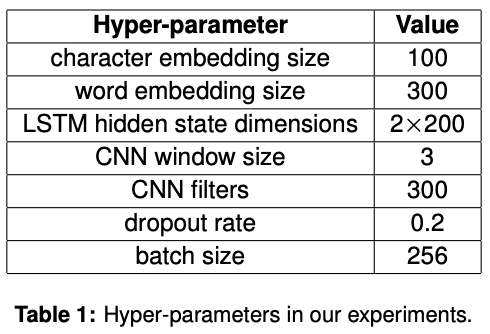 Hyper-parameter Value
character embedding size 100
word embedding size 300
LSTM hidden state dimensions 2×200
CNN window size 3
CNN filters 300
dropout rate 0.2
batch size 256
Table 1: Hyper-parameters in our experiments.